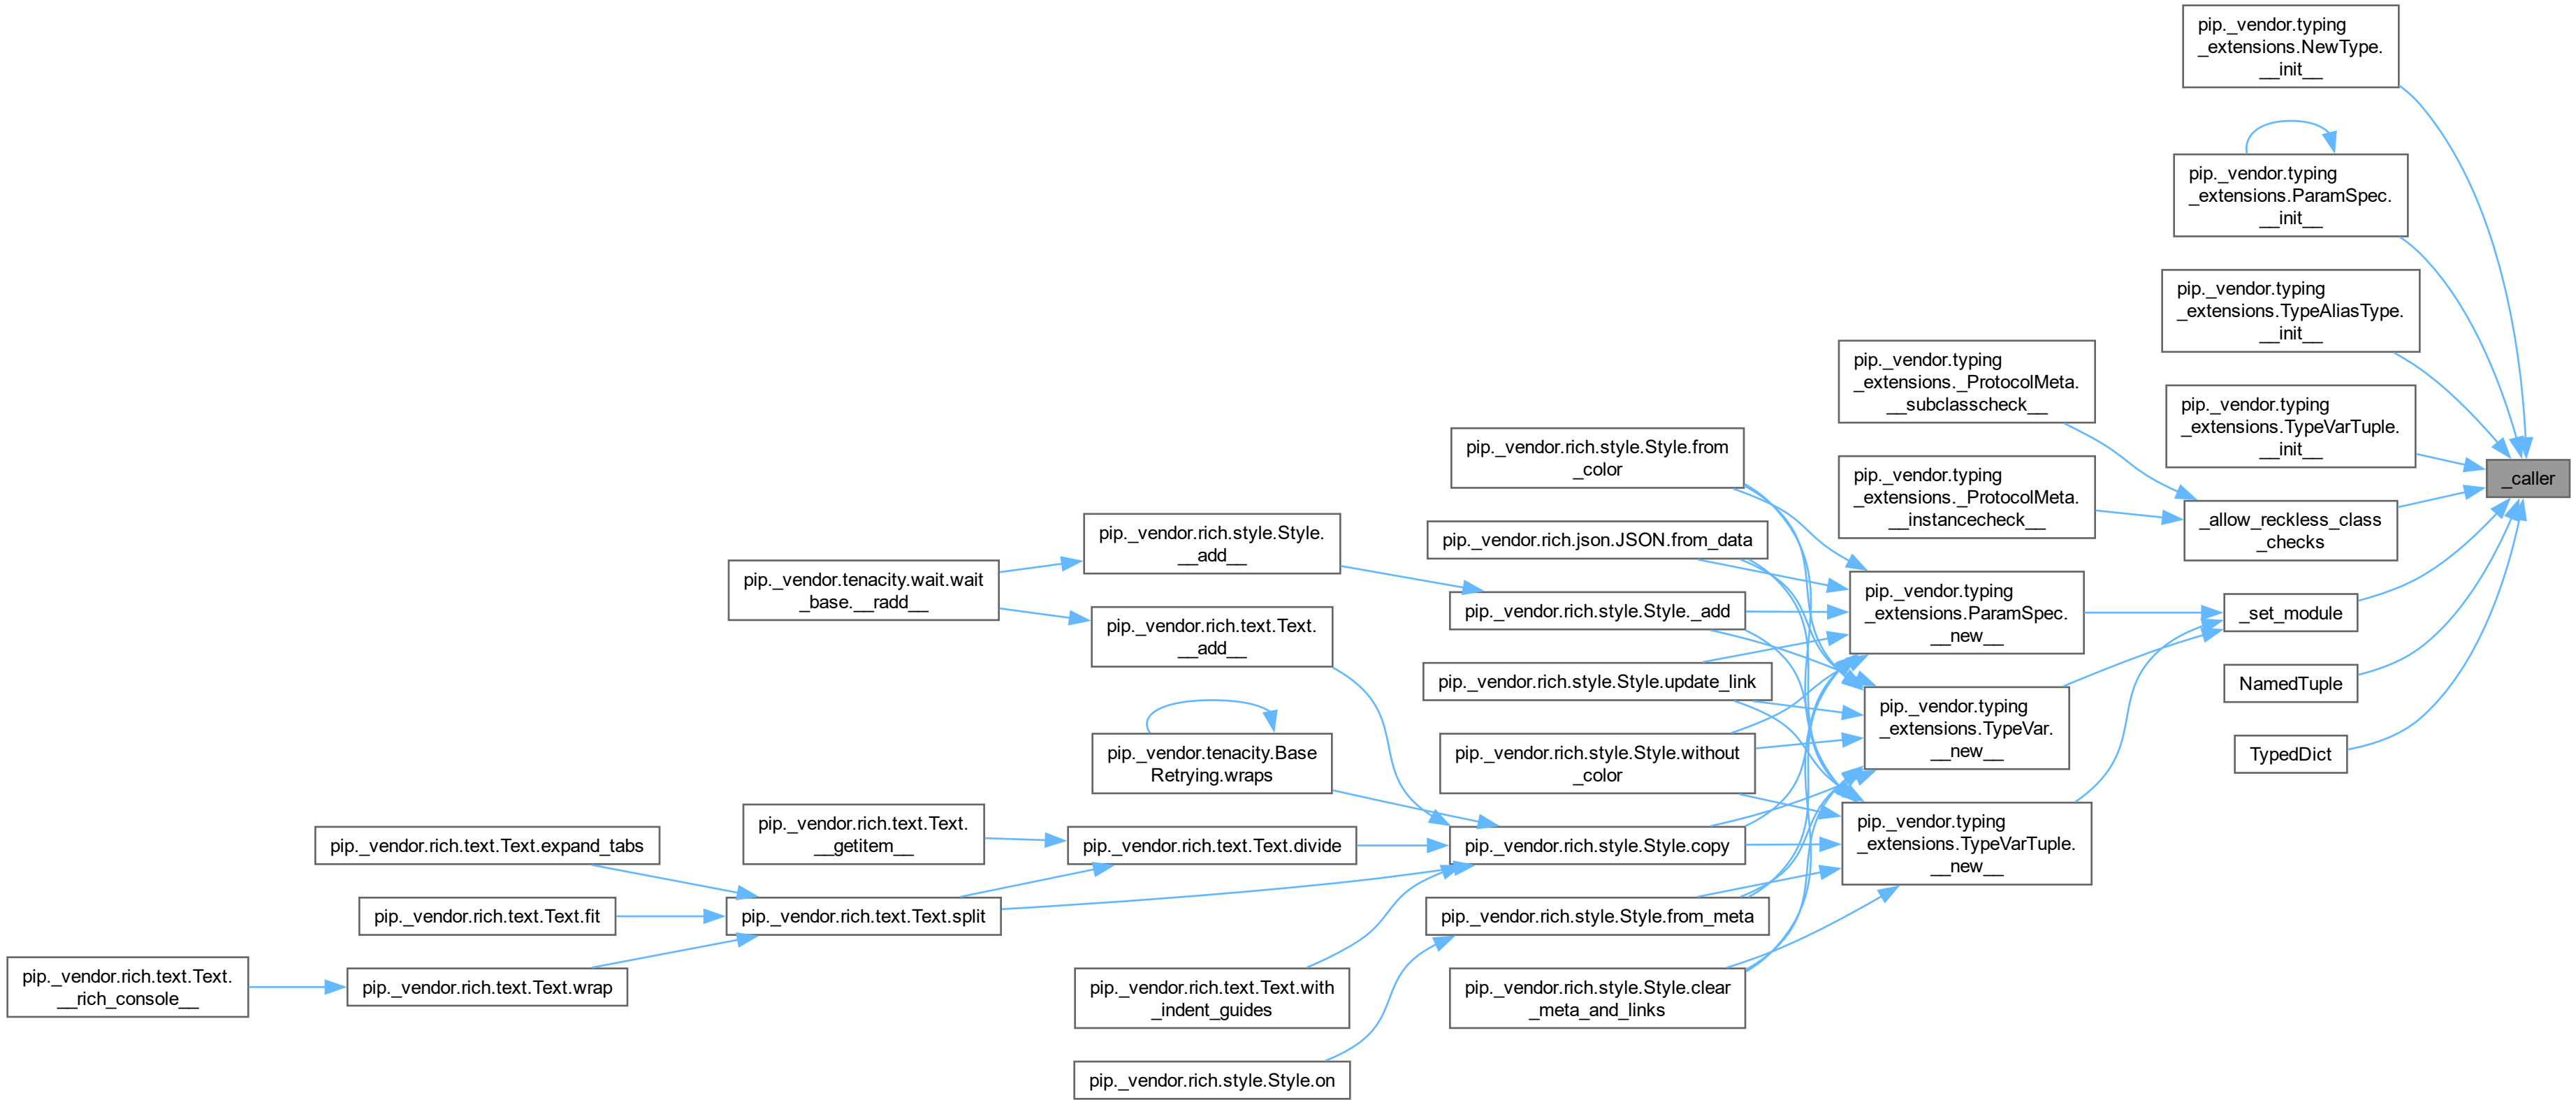 pip._vendor.typing
_extensions.NewType.
__init__
pip._vendor.typing
_extensions.ParamSpec.
__init__
pip._vendor.typing
_extensions.TypeAliasType.
__init__
pip._vendor.typing
_extensions._ProtocolMeta.
__subclasscheck__
pip._vendor.typing
_extensions.TypeVarTuple.
__init__
pip._vendor.rich.style.Style.from
_color
pip._vendor.typing
_extensions._ProtocolMeta.
__instancecheck__
_caller
_allow_reckless_class
_checks
pip._vendor.rich.style.Style.
__add__
pip._vendor.rich.json.JSON.from_data
pip._vendor.tenacity.wait.wait
_base.__radd__
pip._vendor.typing
_extensions.ParamSpec.
__new__
pip._vendor.rich.style.Style._add
_set_module
pip._vendor.rich.text.Text.
__add__
pip._vendor.rich.style.Style.update_link
NamedTuple
pip._vendor.typing
_extensions.TypeVar.
__new__
pip._vendor.tenacity.Base
Retrying.wraps
pip._vendor.rich.style.Style.without
_color
TypedDict
pip._vendor.rich.text.Text.
__getitem__
pip._vendor.typing
_extensions.TypeVarTuple.
__new__
pip._vendor.rich.text.Text.expand_tabs
pip._vendor.rich.text.Text.divide
pip._vendor.rich.style.Style.copy
pip._vendor.rich.text.Text.fit
pip._vendor.rich.text.Text.split
pip._vendor.rich.style.Style.from_meta
pip._vendor.rich.text.Text.
__rich_console__
pip._vendor.rich.text.Text.wrap
pip._vendor.rich.text.Text.with
_indent_guides
pip._vendor.rich.style.Style.clear
_meta_and_links
pip._vendor.rich.style.Style.on